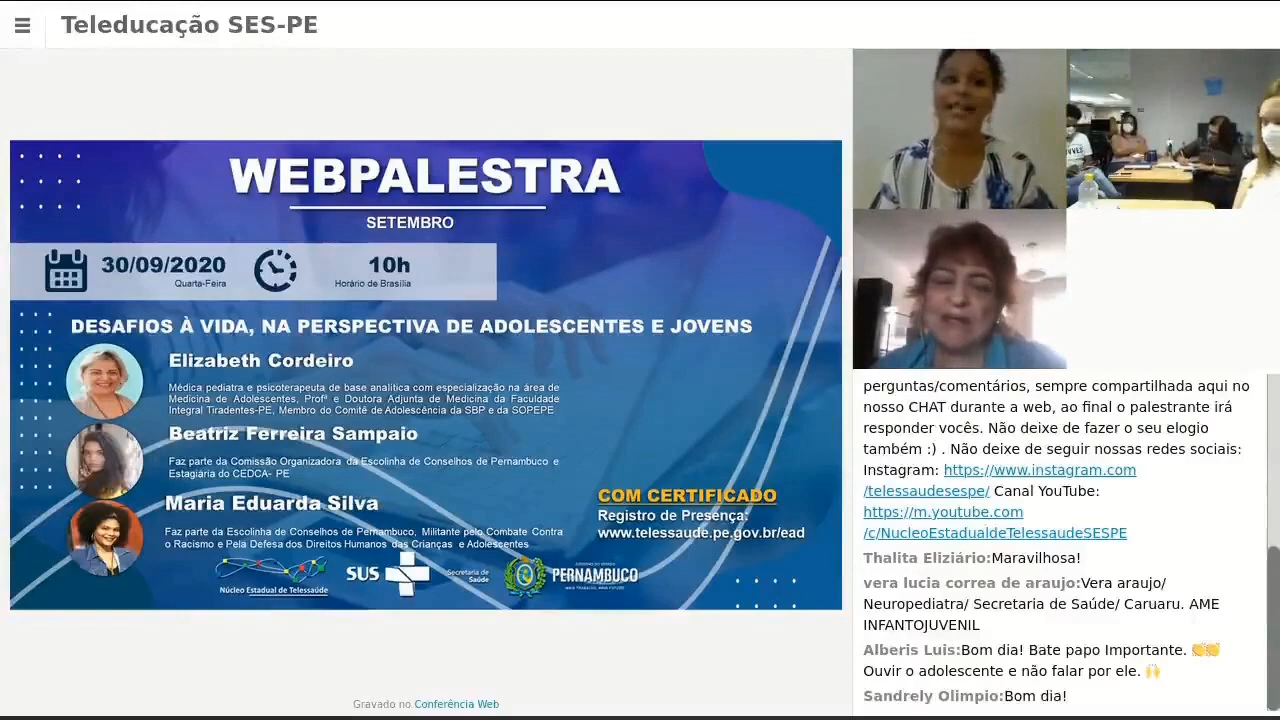 Teleducação SES-PE
WEBPALESTRA
SETEMBRO
30/09/2020
Quarta-Feira
10h
Horário de Brasília
DESAFIOS À VIDA, NA PERSPECTIVA DE ADOLESCENTES E JOVENS
Elizabeth Cordeiro
Médica pediatra e psicoterapeuta de base analítica com especialização na área de
Medicina de Adolescentes, Profª e Doutora Adjunta de Medicina da Faculdade
Integral Tiradentes-PE, Membro do Comitê de Adolescência da SBP e da SOPEPE
Beatriz Ferreira Sampaio
Faz parte da Comissão Organizadora da Escolinha de Conselhos de Pernambuco e
Estagiária do CEDCA- PE
Maria Eduarda Silva
Faz parte da Escolinha de Conselhos de Pernambuco, Militante pelo Combate Contra
o Racismo e Pela Defesa dos Direitos Humanos das Crianças e Adolescentes
COM CERTIFICADO
Registro de Presença:
www.telessaude.pe.gov.br/ead
Núcleo Estadual de Telessaúde
SUS
Secretaria de
Saúde
PERNAMBUCO
Gravado no Conferência Web
perguntas/comentários, sempre compartilhada aqui no
nosso CHAT durante a web, ao final o palestrante irá
responder vocês. Não deixe de fazer o seu elogio
também :) . Não deixe de seguir nossas redes sociais:
Instagram: https://www.instagram.com
/telessaudesespe/ Canal YouTube:
https://m.youtube.com
/c/NucleoEstadualdeTelessaudeSESPE
Thalita Eliziário:Maravilhosa!
vera lucia correa de araujo:Vera araujo/
Neuropediatra/ Secretaria de Saúde/ Caruaru. AME
INFANTOJUVENIL
Alberis Luis:Bom dia! Bate papo Importante. 👏👏
Ouvir o adolescente e não falar por ele. 🙌
Sandrely Olimpio:Bom dia!